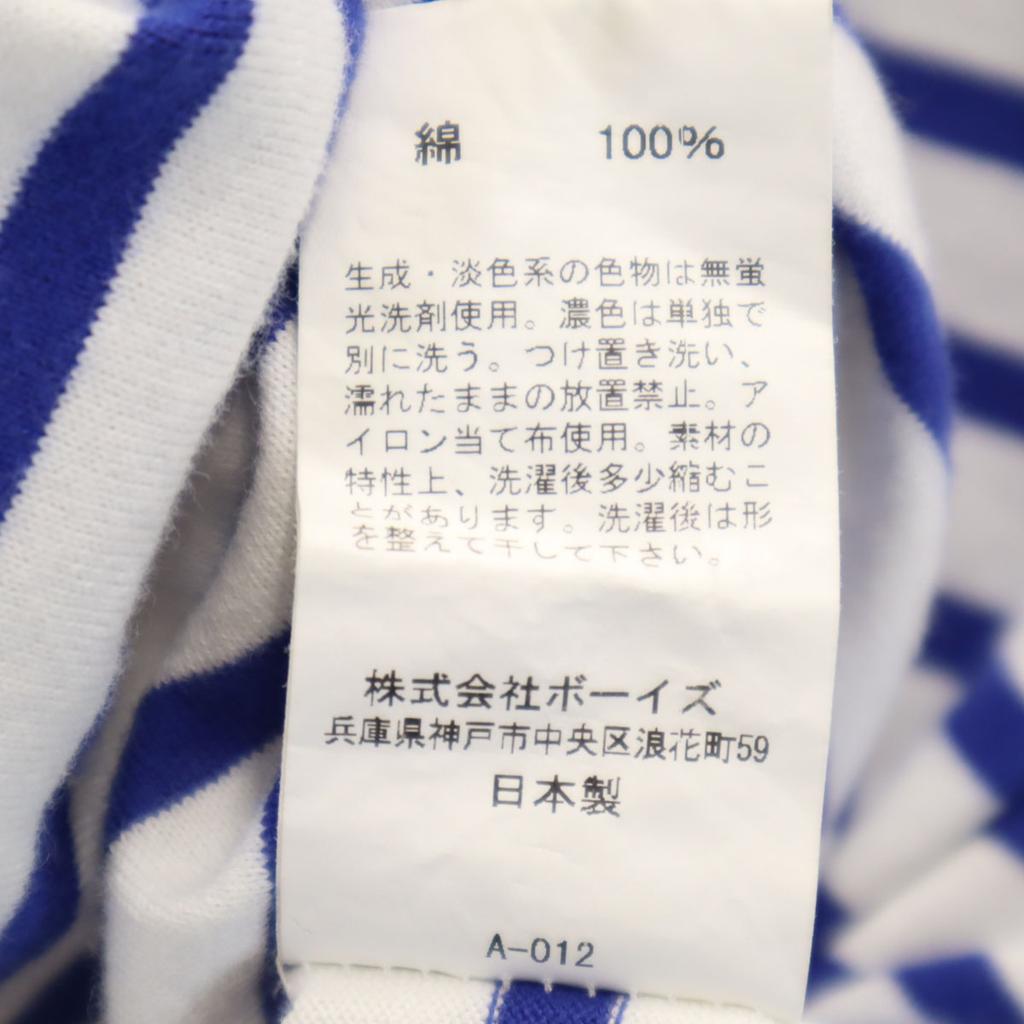 綿 100%
生成・淡色系の色物は無蛍
光洗剤使用。濃色は単独で
別に洗う。つけ置き洗い、
濡れたままの放置禁止。ア
イロン当て布使用。素材の
特性上、洗濯後多少縮むこ
とがあります。洗濯後は形
を整えて干して下さい。
株式会社ボーイズ
兵庫県神戸市中央区浪花町59
日本製
A-012